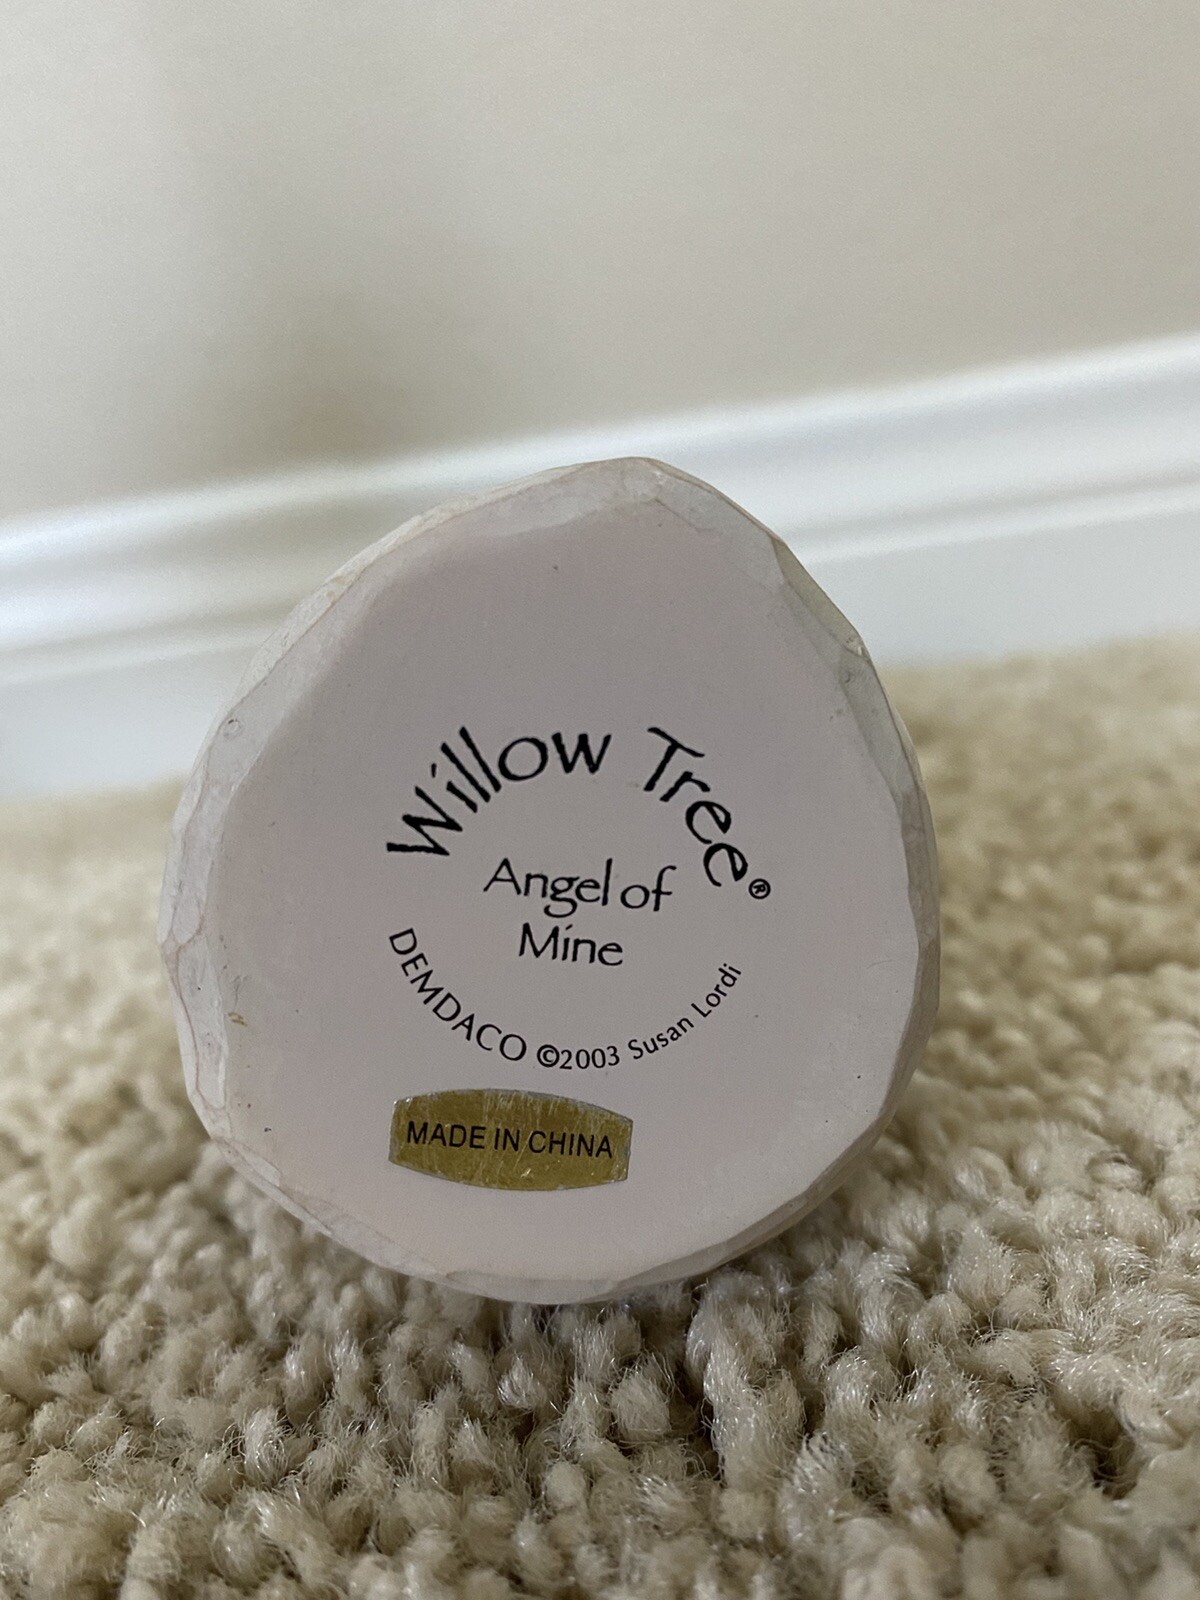 Willow Tree®
Angel of
Mine
DEMDACO ©2003 Susan Lordi
MADE IN CHINA